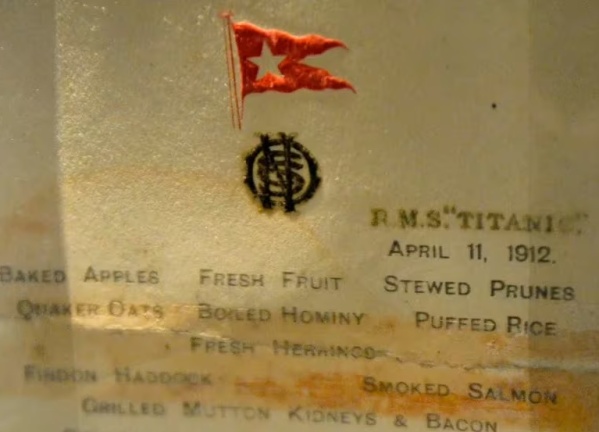 R.M.S. "TITANIC."
APRIL 11, 1912.
BAKED APPLES FRESH FRUIT STEWED PRUNES
QUAKER OATS BOILED HOMINY PUFFED RICE
FRESH HERRINGS
FINDON HADDOCK SMOKED SALMON
GRILLED MUTTON KIDNEYS & BACON